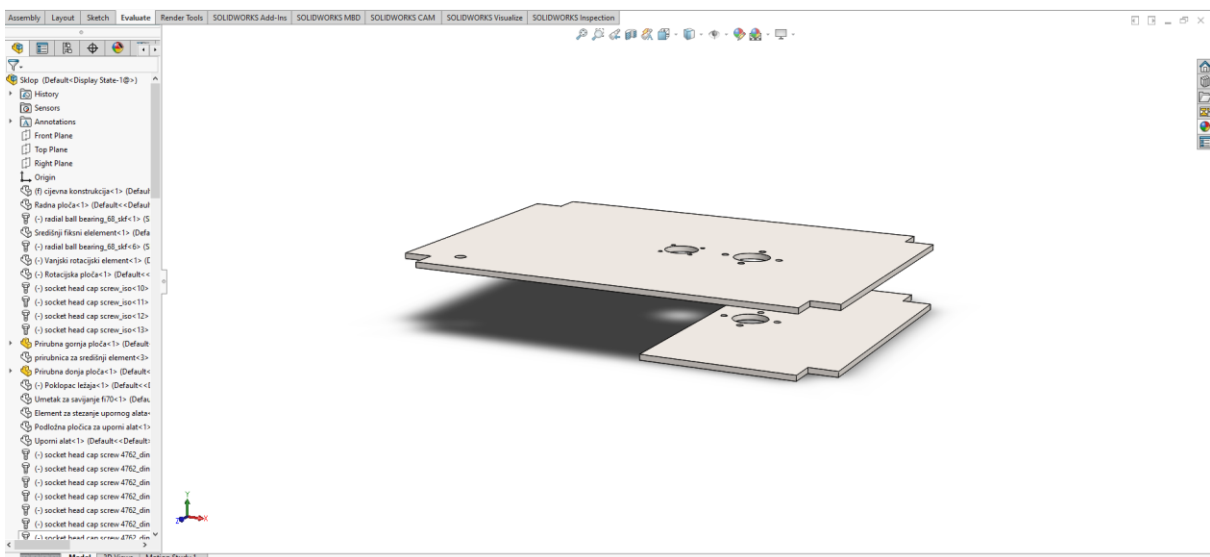 Assembly Layout Sketch Evaluate Render Tools SOLIDWORKS Add-Ins SOLIDWORKS MBD SOLIDWORKS CAM SOLIDWORKS Visualize SOLIDWORKS Inspection
Sklop (Default<Display State-1@>)
History
Sensors
Annotations
Front Plane
Top Plane
Right Plane
Origin
(f) cijevna konstrukcija<1> (Defaul
Radna ploča<1> (Default<<Defaul
(-) radial ball bearing_68_skf<1> (S
Središnji fiksni elelement<1> (Defa
(-) radial ball bearing_68_skf<6> (S
(-) Vanjski rotacijski element<1> (D
(-) Rotacijska ploča<1> (Default<<
(-) socket head cap screw_iso<10>
(-) socket head cap screw_iso<11>
(-) socket head cap screw_iso<12>
(-) socket head cap screw_iso<13>
Prirubna gornja ploča<1> (Default
prirubnica za središnji element<3>
Prirubna donja ploča<1> (Default<
(-) Poklopac ležaja<1> (Default<<
Umetak za savijanje fi70<1> (Defau
Element za stezanje upornog alata
Podložna pločica za uporni alat<1>
Uporni alat<1> (Default<<Default
(-) socket head cap screw 4762_din
(-) socket head cap screw 4762_din
(-) socket head cap screw 4762_din
(-) socket head cap screw 4762_din
(-) socket head cap screw 4762_din
(-) socket head cap screw 4762_din
(-) socket head cap screw 4762_din
Y
Z X
Model 3D Views Motion Study 1